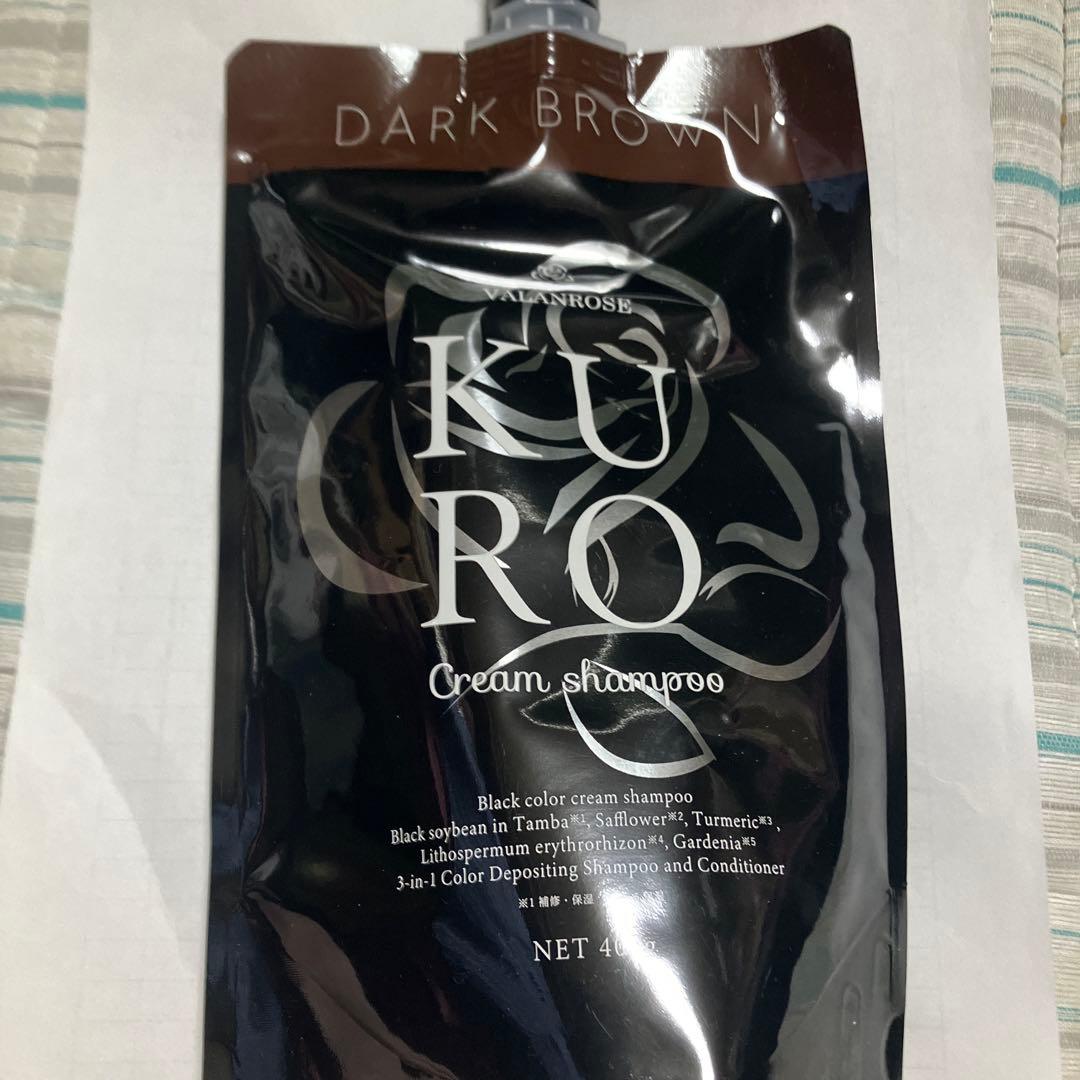 DARK BROWN
VALANROSE
KU
RO
Cream shampoo
Black color cream shampoo
Black soybean in Tamba※1, Safflower※2, Turmeric※3,
Lithospermum erythrorhizon※4, Gardenia※5
3-in-1 Color Depositing Shampoo and Conditioner
※1 補修・保湿
NET